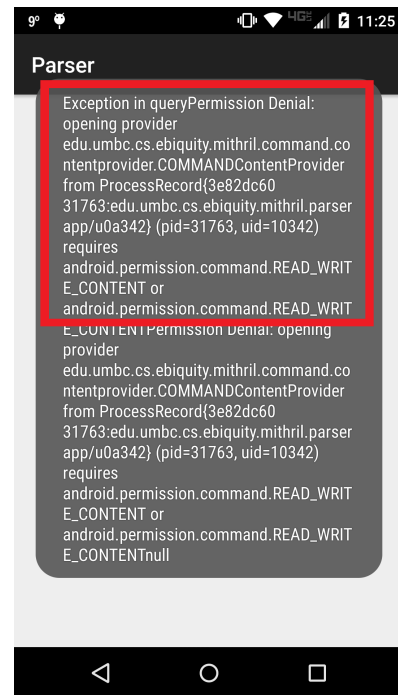 9° 4G 11:25
Parser
Exception in queryPermission Denial:
opening provider
edu.umbc.cs.ebiquity.mithril.command.co
ntentprovider.COMMANDContentProvider
from ProcessRecord{3e82dc60
31763:edu.umbc.cs.ebiquity.mithril.parser
app/u0a342} (pid=31763, uid=10342)
requires
android.permission.command.READ_WRIT
E_CONTENT or
android.permission.command.READ_WRIT
E_CONTENTPermission Denial: opening
provider
edu.umbc.cs.ebiquity.mithril.command.co
ntentprovider.COMMANDContentProvider
from ProcessRecord{3e82dc60
31763:edu.umbc.cs.ebiquity.mithril.parser
app/u0a342} (pid=31763, uid=10342)
requires
android.permission.command.READ_WRIT
E_CONTENT or
android.permission.command.READ_WRIT
E_CONTENTnull